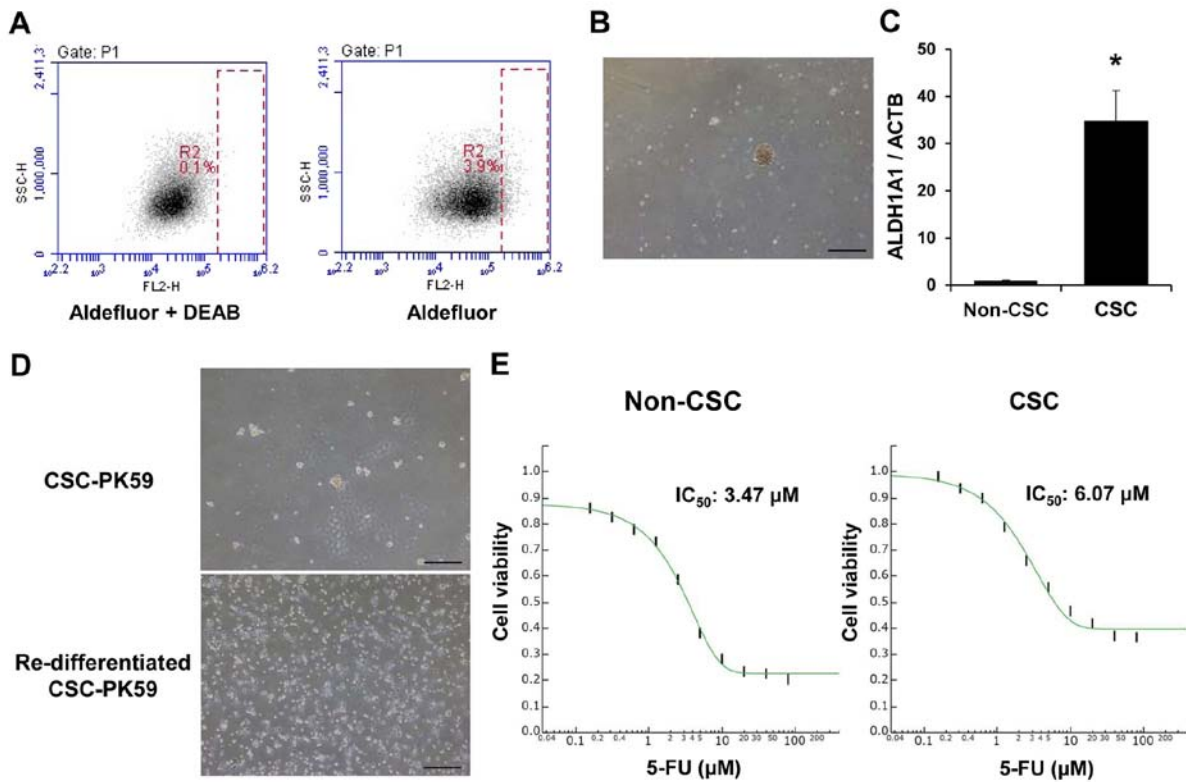 A
Gate: P1
2,411,3
1,000,000
0
SSC-H
R2
0.1%
10^2.2
10^3
10^4
10^5
10^6.2
FL2-H
Aldefluor + DEAB
Gate: P1
2,411,3
1,000,000
0
SSC-H
R2
3.9%
10^2.2
10^3
10^4
10^5
10^6.2
FL2-H
Aldefluor
B
C
ALDH1A1 / ACTB
50
40
30
20
10
0
*
Non-CSC
CSC
D
CSC-PK59
Re-differentiated
CSC-PK59
E
Non-CSC
IC50: 3.47 µM
Cell viability
1.0
0.9
0.8
0.7
0.6
0.5
0.4
0.3
0.2
0.1
0.0
0.04 0.1 0.2 0.4 1 2 3 4 5 10 20 30 50 100 200
5-FU (µM)
CSC
IC50: 6.07 µM
Cell viability
1.0
0.9
0.8
0.7
0.6
0.5
0.4
0.3
0.2
0.1
0.0
0.04 0.1 0.2 0.4 1 2 3 4 5 10 20 30 50 100 200
5-FU (µM)